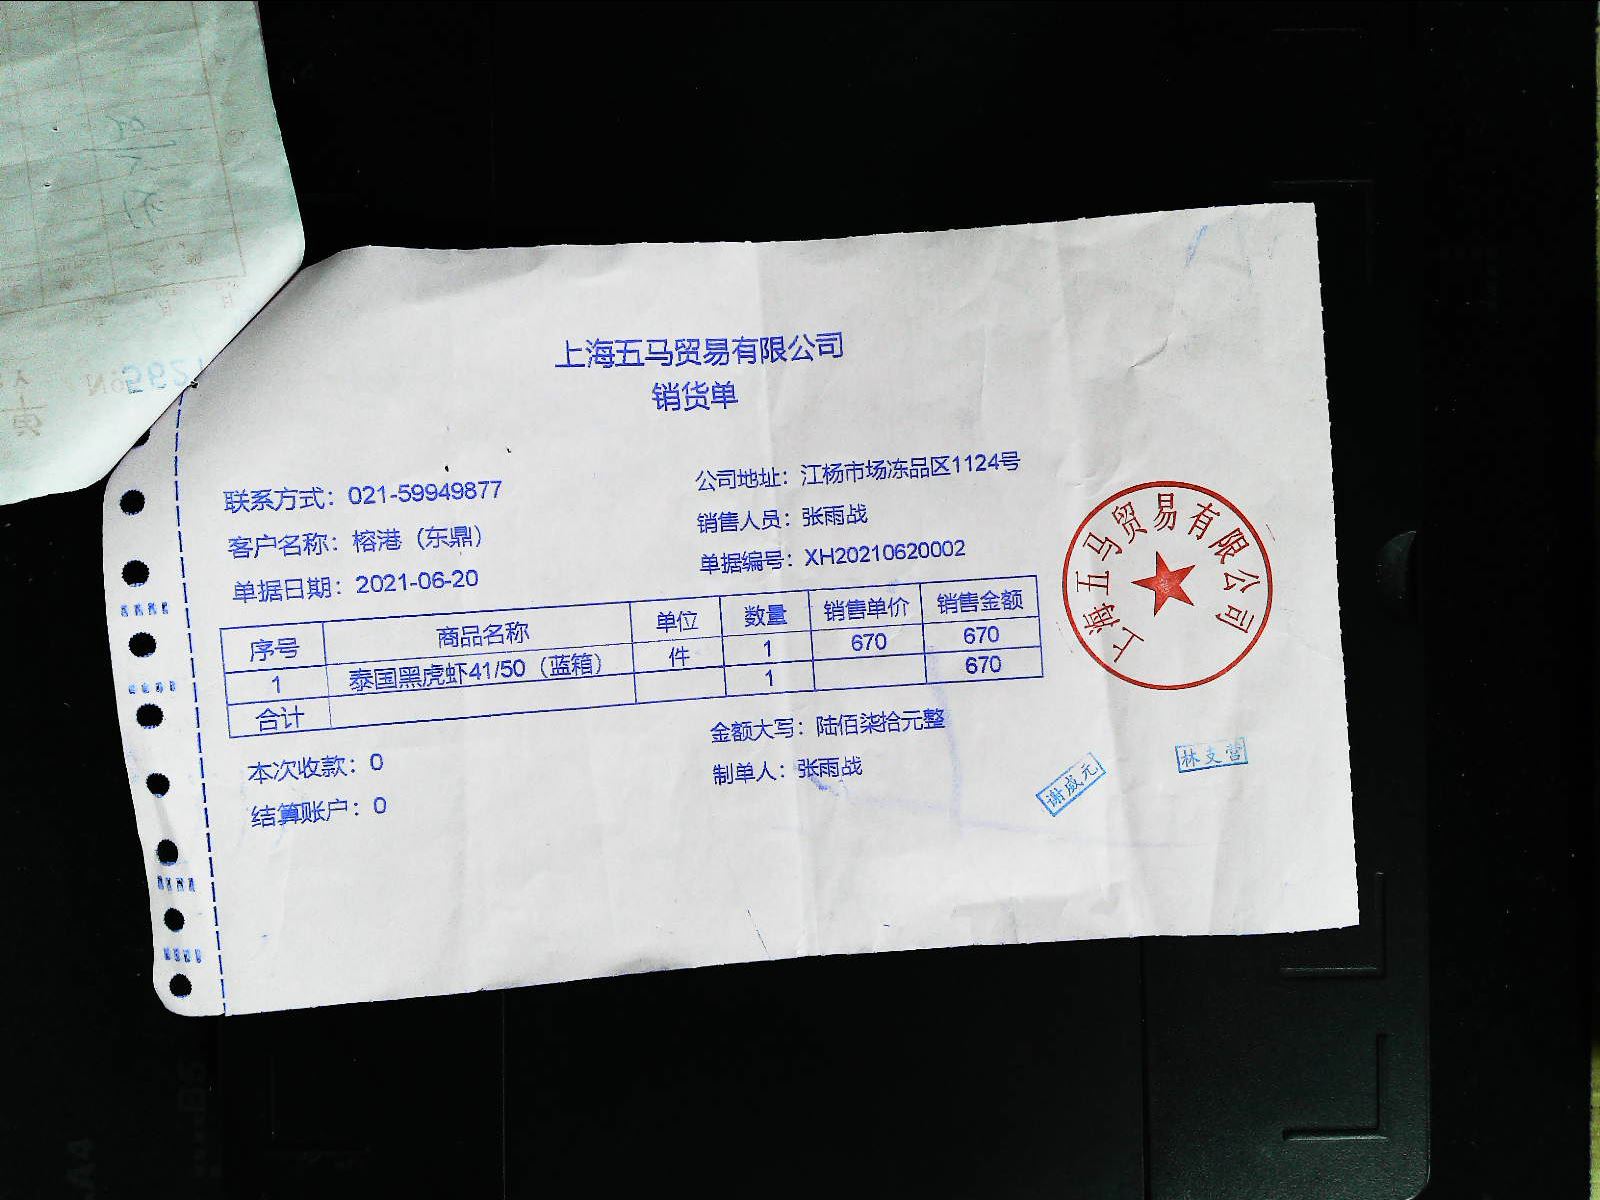 上海五马贸易有限公司
销货单
联系方式：021-59949877
公司地址：江杨市场冻品区1124号
客户名称：榕港（东鼎）
销售人员：张雨战
单据日期：2021-06-20
单据编号：XH20210620002
序号 商品名称 单位 数量 销售单价 销售金额
1 泰国黑虎虾41/50（蓝箱） 件 1 670 670
合计 1 670
本次收款：0
金额大写：陆佰柒拾元整
结算账户：0
制单人：张雨战
上海五马贸易有限公司
谢威元
林支营